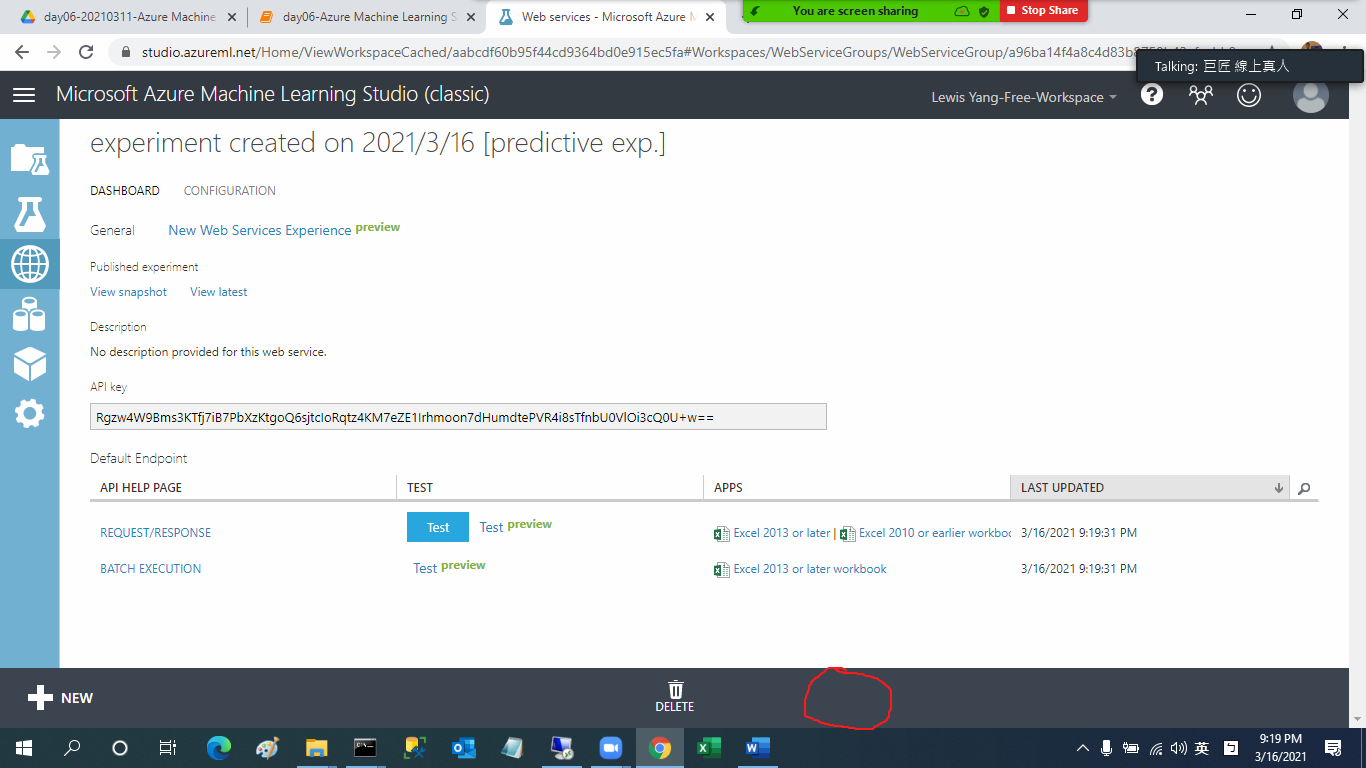 day06-20210311-Azure Machine
day06-Azure Machine Learning S
Web services - Microsoft Azure M
You are screen sharing
Stop Share
studio.azureml.net/Home/ViewWorkspaceCached/aabcdf60b95f44cd9364bd0e915ec5fa#Workspaces/WebServiceGroups/WebServiceGroup/a96ba14f4a8c4d83b
Talking: 巨匠 線上真人
Microsoft Azure Machine Learning Studio (classic)
Lewis Yang-Free-Workspace
experiment created on 2021/3/16 [predictive exp.]
DASHBOARD CONFIGURATION
General New Web Services Experience preview
Published experiment
View snapshot View latest
Description
No description provided for this web service.
API key
Rgzw4W9Bms3KTfj7iB7PbXzKtgoQ6sjtcIoRqtz4KM7eZE1Irhmoon7dHumdtePVR4i8sTfnbU0VlOi3cQ0U+w==
Default Endpoint
API HELP PAGE TEST APPS LAST UPDATED
REQUEST/RESPONSE Test Test preview Excel 2013 or later | Excel 2010 or earlier workboo 3/16/2021 9:19:31 PM
BATCH EXECUTION Test preview Excel 2013 or later workbook 3/16/2021 9:19:31 PM
NEW
DELETE
英
9:19 PM
3/16/2021